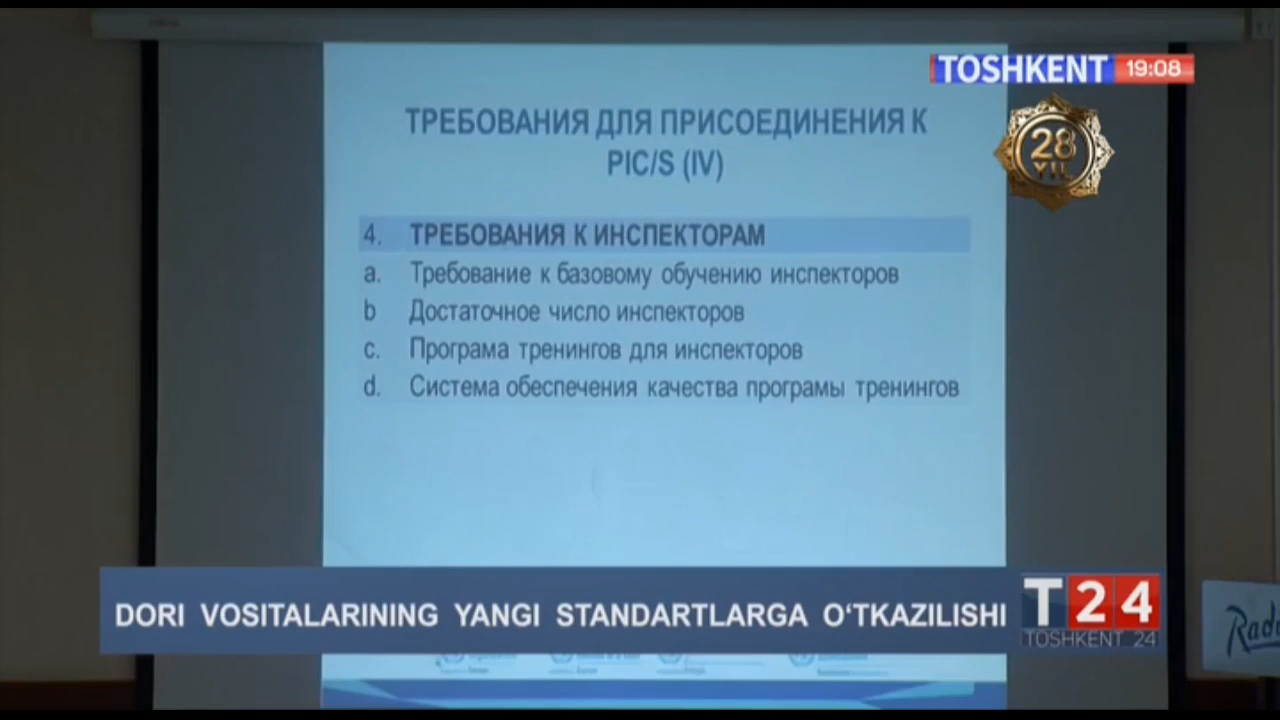 TOSHKENT 19:08
28
YIL
ТРЕБОВАНИЯ ДЛЯ ПРИСОЕДИНЕНИЯ К
PIC/S (IV)
4. ТРЕБОВАНИЯ К ИНСПЕКТОРАМ
a. Требование к базовому обучению инспекторов
b Достаточное число инспекторов
c. Програма тренингов для инспекторов
d. Система обеспечения качества програмы тренингов
DORI VOSITALARINING YANGI STANDARTLARGA O‘TKAZILISHI
T24
TOSHKENT 24